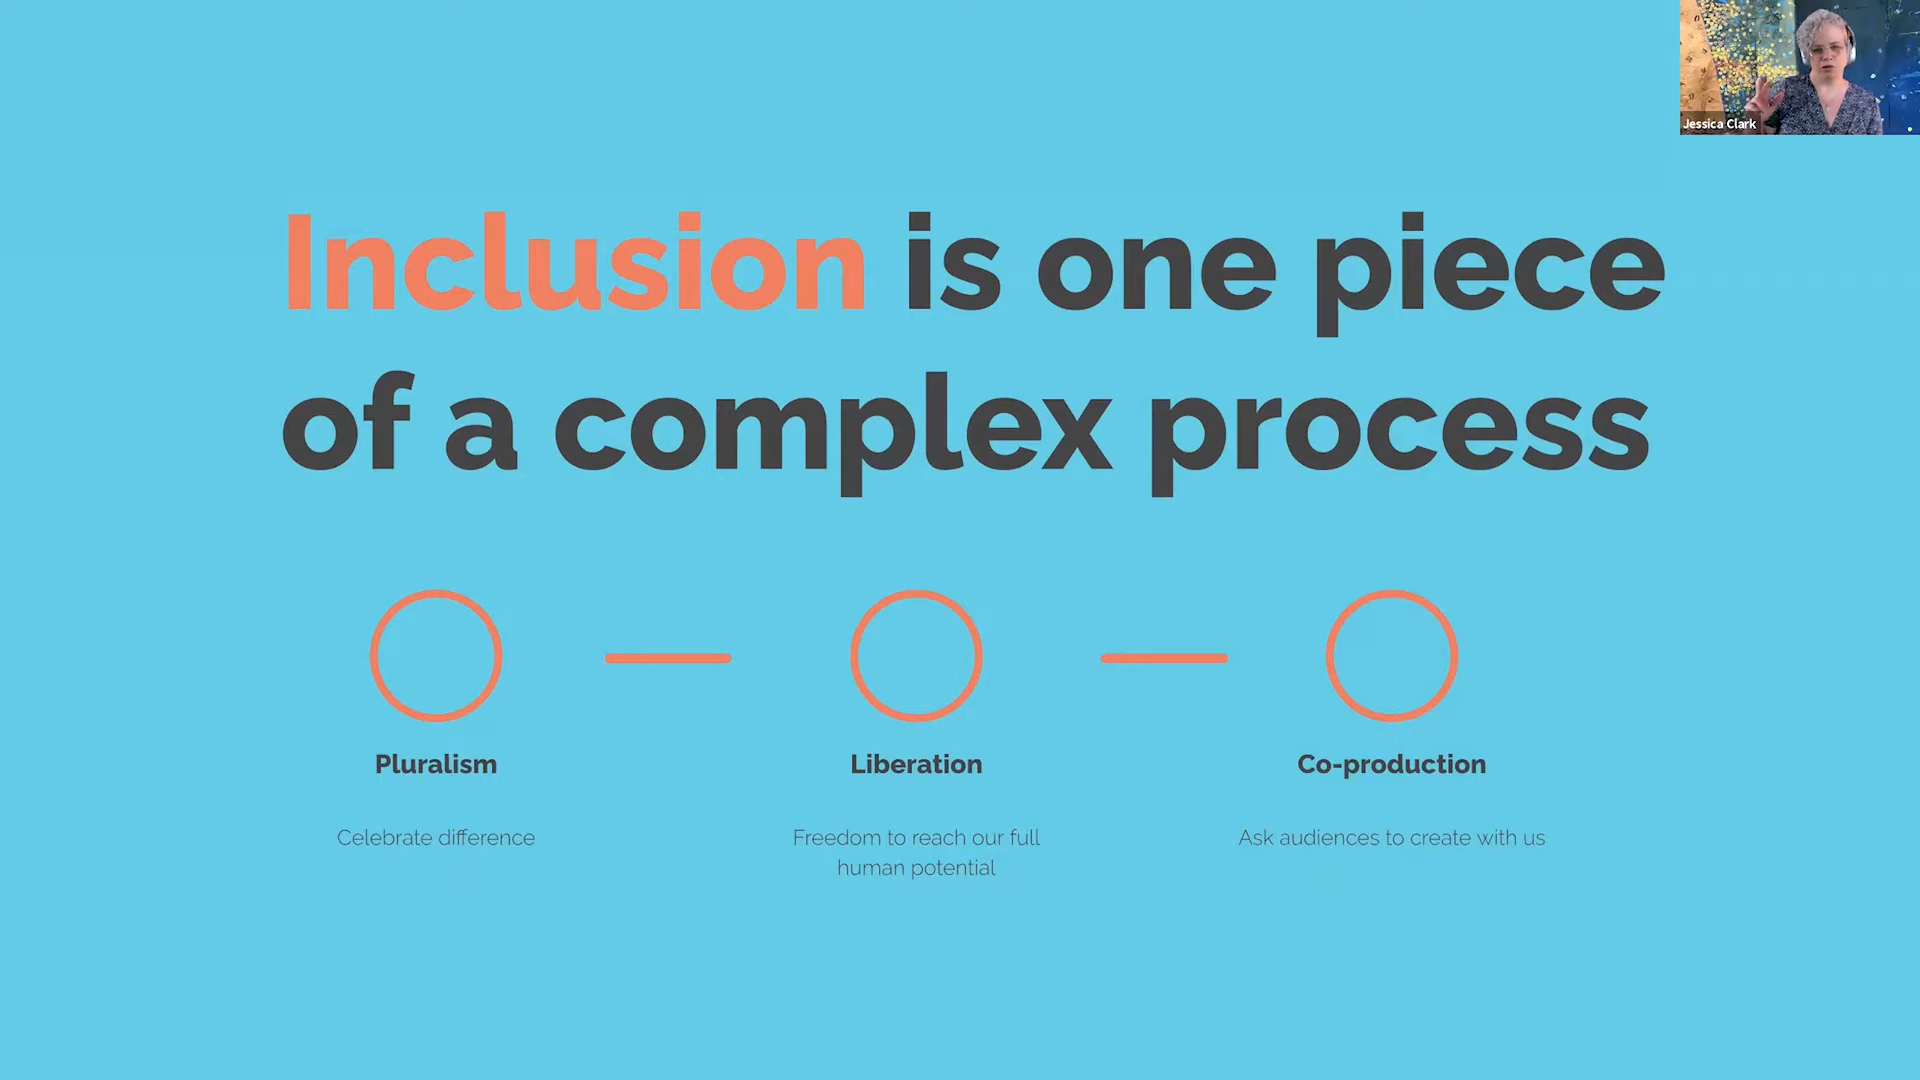 Jessica Clark
Inclusion is one piece
of a complex process
Pluralism
Celebrate difference
Liberation
Freedom to reach our full
human potential
Co-production
Ask audiences to create with us